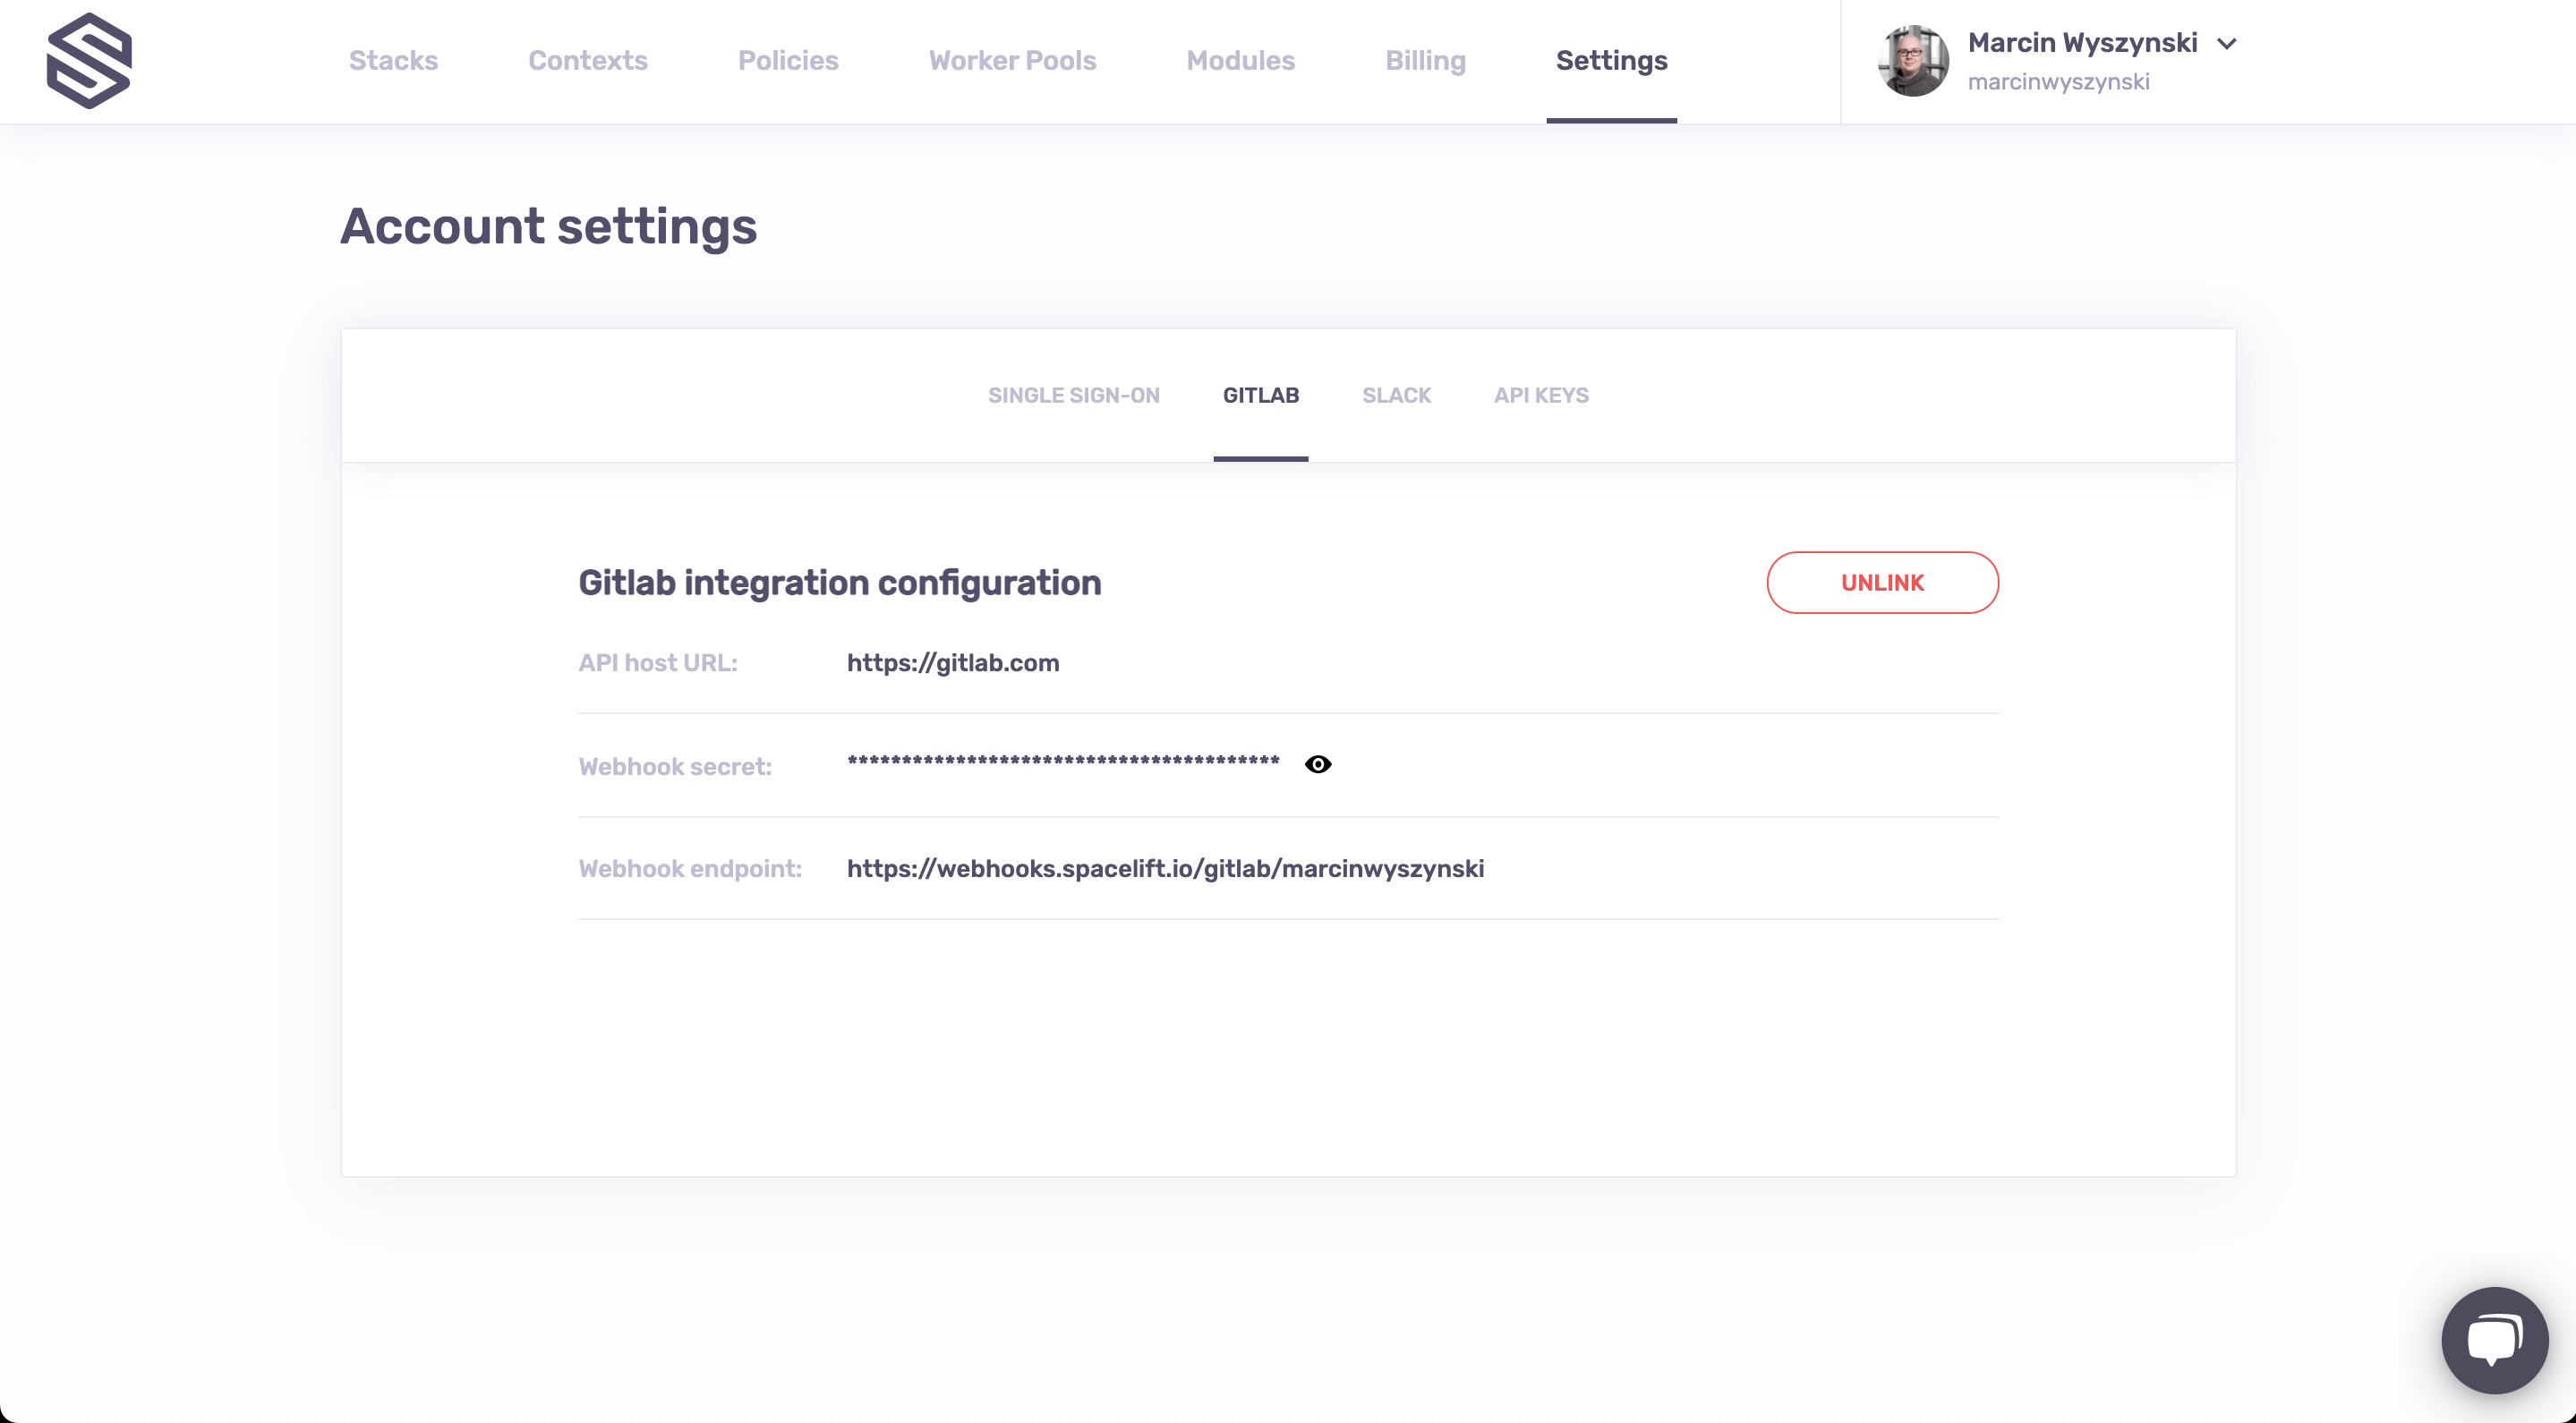 Stacks Contexts Policies Worker Pools Modules Billing Settings
Marcin Wyszynski
marcinwyszynski
Account settings
SINGLE SIGN-ON GITLAB SLACK API KEYS
Gitlab integration configuration UNLINK
API host URL: https://gitlab.com
Webhook secret: ****************************************
Webhook endpoint: https://webhooks.spacelift.io/gitlab/marcinwyszynski